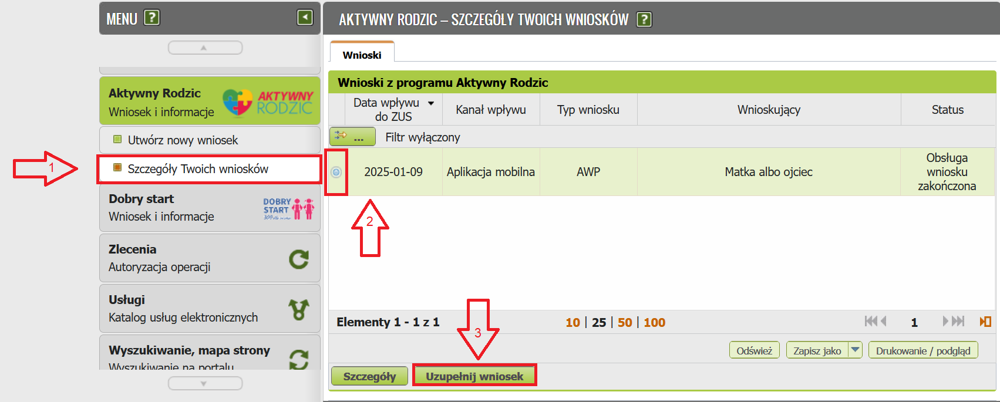 MENU ?
AKTYWNY RODZIC – SZCZEGÓŁY TWOICH WNIOSKÓW ?
Wnioski
Aktywny Rodzic
Wniosek i informacje
AKTYWNY
RODZIC
Utwórz nowy wniosek
1
Szczegóły Twoich wniosków
Dobry start
Wniosek i informacje
DOBRY
START
Zlecenia
Autoryzacja operacji
Usługi
Katalog usług elektronicznych
Wyszukiwanie, mapa strony
Wyszukiwanie na portalu
Wnioski z programu Aktywny Rodzic
Data wpływu
do ZUS
Kanał wpływu
Typ wniosku
Wnioskujący
Status
... Filtr wyłączony
2025-01-09
Aplikacja mobilna
AWP
Matka albo ojciec
Obsługa
wniosku
zakończona
2
Elementy 1 - 1 z 1
10 | 25 | 50 | 100
1
3
Odśwież
Zapisz jako
Drukowanie / podgląd
Szczegóły
Uzupełnij wniosek